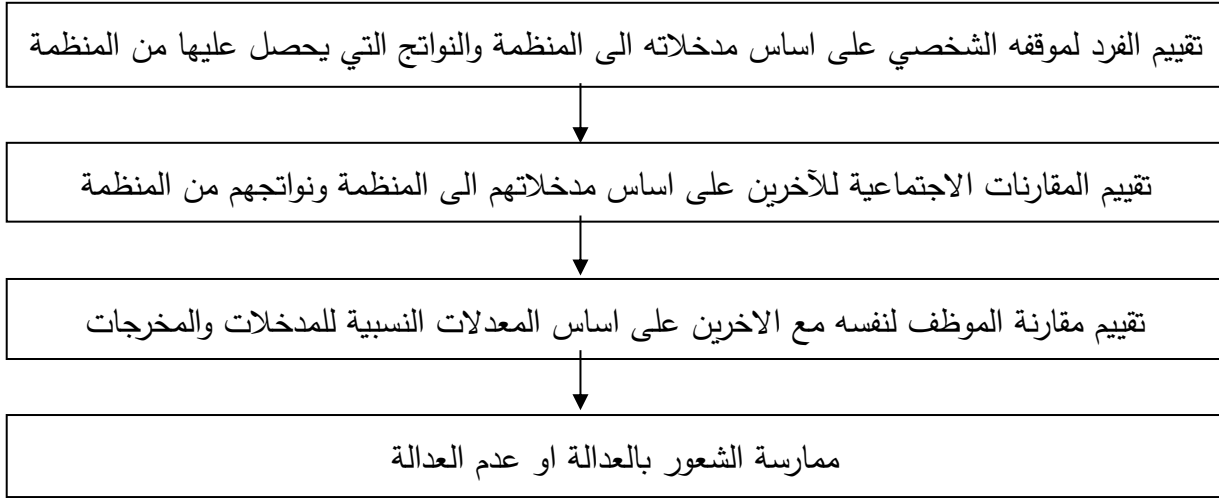 تقييم الفرد لموقفه الشخصي على اساس مدخلاته الى المنظمة والنواتج التي يحصل عليها من المنظمة
تقييم المقارنات الاجتماعية للآخرين على اساس مدخلاتهم الى المنظمة ونواتجهم من المنظمة
تقييم مقارنة الموظف لنفسه مع الاخرين على اساس المعدلات النسبية للمدخلات والمخرجات
ممارسة الشعور بالعدالة او عدم العدالة